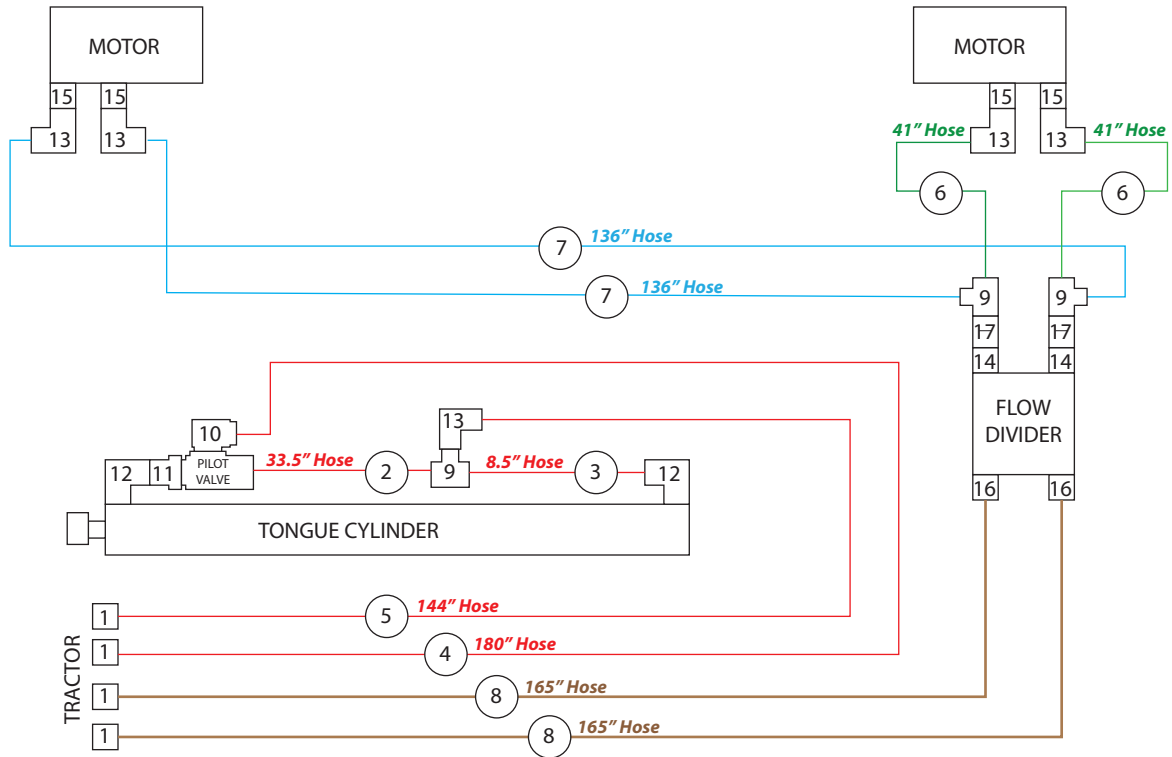 MOTOR
MOTOR
15
15
15
15
13
13
41″ Hose
13
13
41″ Hose
6
6
7
136″ Hose
7
136″ Hose
9
9
17
17
14
14
10
13
FLOW
DIVIDER
12
11
PILOT
VALVE
33.5″ Hose
2
9
8.5″ Hose
3
12
16
16
TONGUE CYLINDER
TRACTOR
1
5
144″ Hose
1
4
180″ Hose
1
8
165″ Hose
1
8
165″ Hose